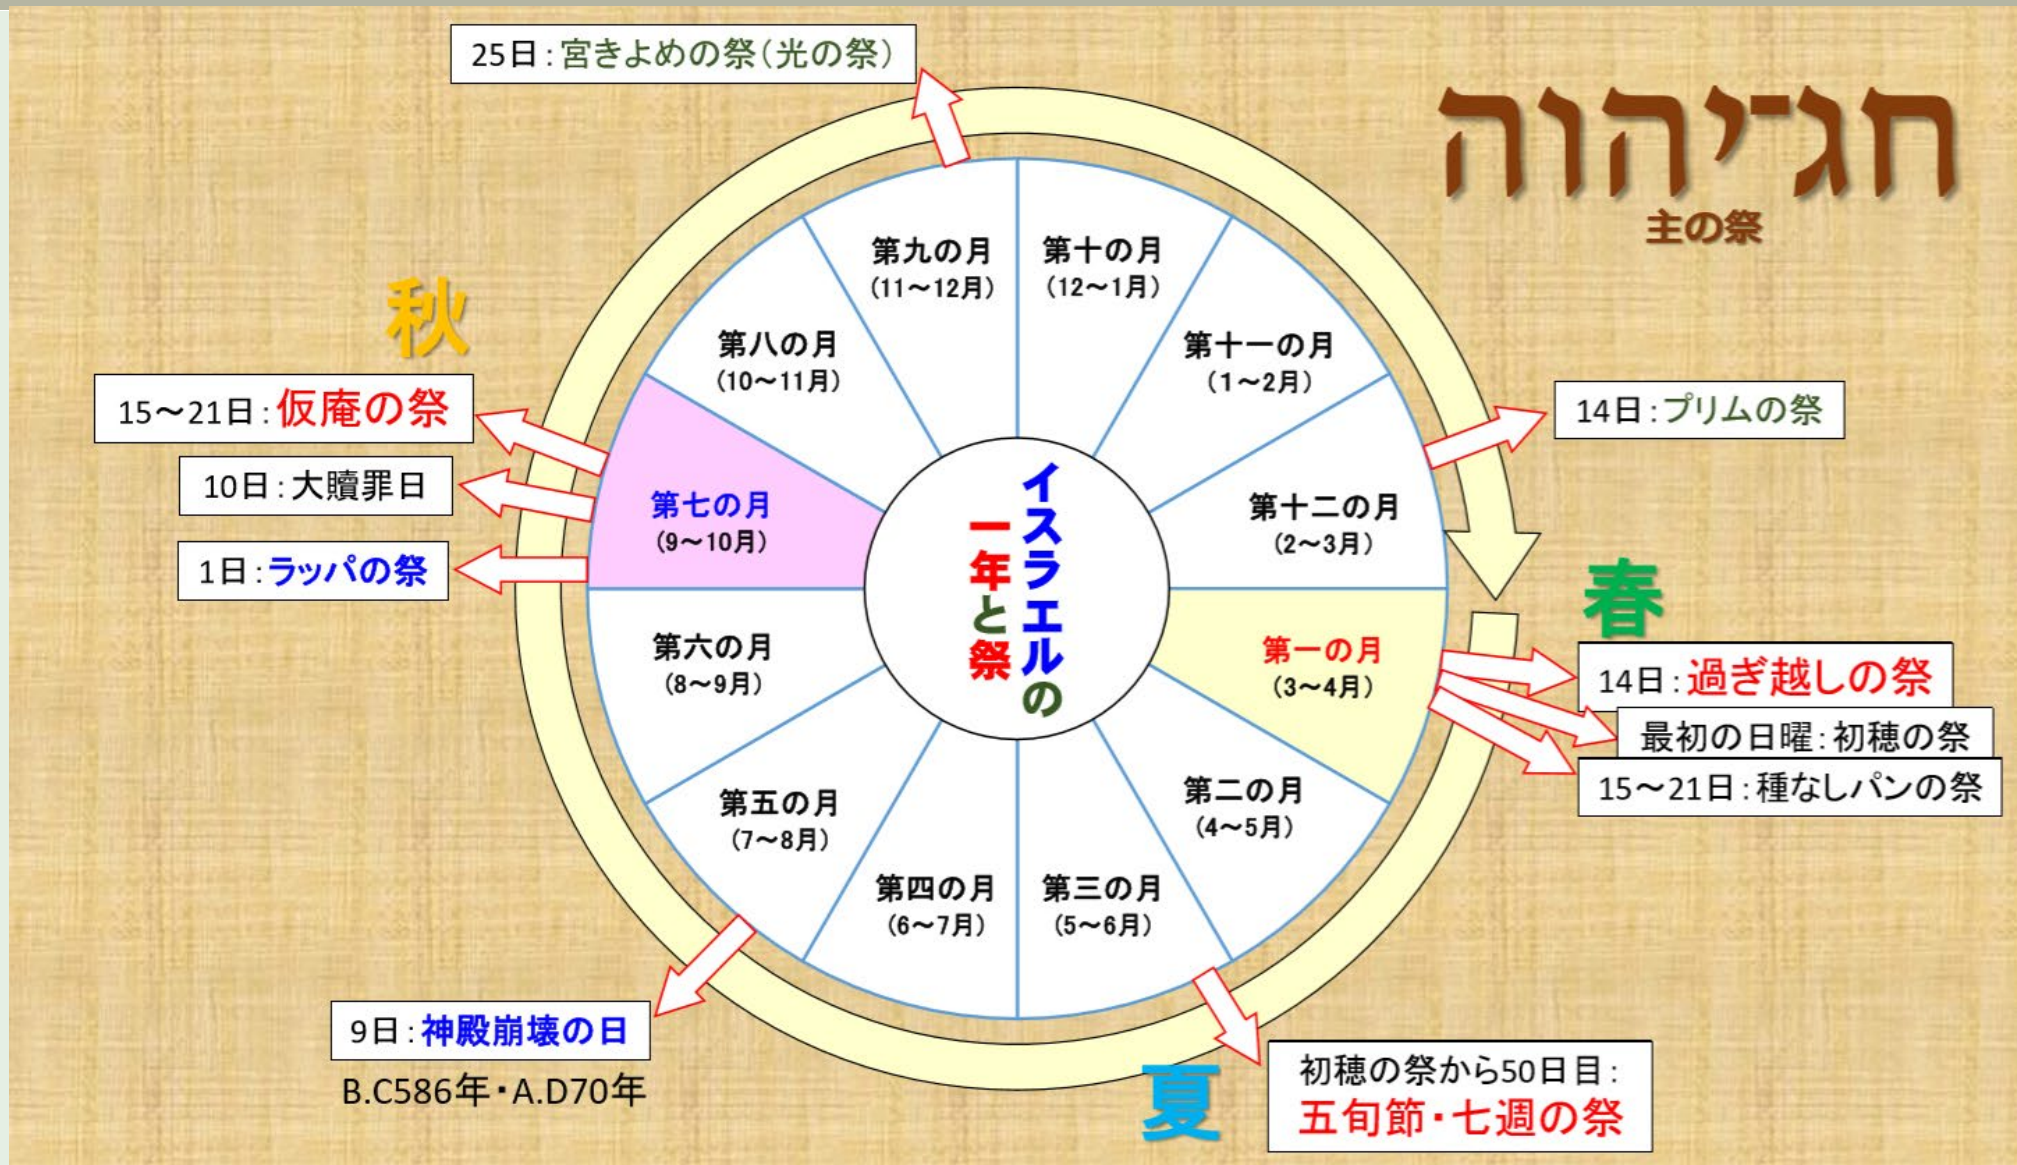 חג־יהוה
主の祭
イスラエルの
一年と祭
春
第一の月
(3～4月)
14日:過ぎ越しの祭
最初の日曜:初穂の祭
15～21日:種なしパンの祭
第二の月
(4～5月)
第三の月
(5～6月)
夏
初穂の祭から50日目:
五旬節・七週の祭
第四の月
(6～7月)
第五の月
(7～8月)
9日:神殿崩壊の日
B.C586年・A.D70年
第六の月
(8～9月)
秋
第七の月
(9～10月)
1日:ラッパの祭
10日:大贖罪日
15～21日:仮庵の祭
第八の月
(10～11月)
第九の月
(11～12月)
25日:宮きよめの祭(光の祭)
第十の月
(12～1月)
第十一の月
(1～2月)
第十二の月
(2～3月)
14日:プリムの祭